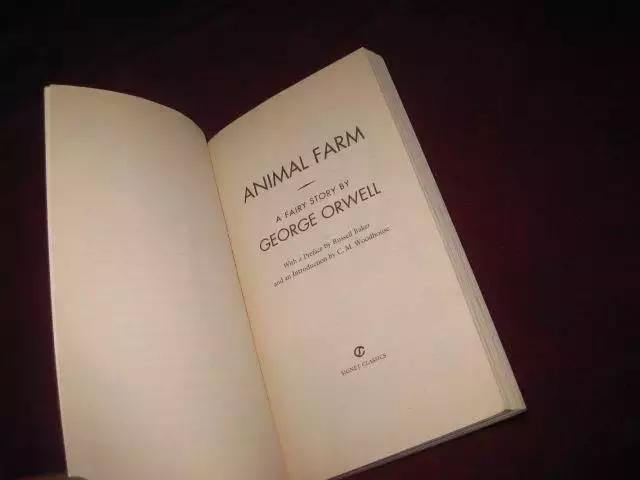 ANIMAL FARM
A FAIRY STORY BY
GEORGE ORWELL
With a Preface by Russell Baker
and an Introduction by C. M. Woodhouse
SIGNET CLASSICS